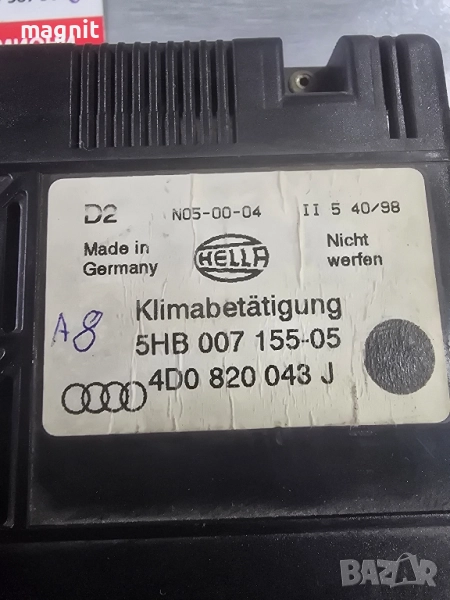 magnit
D2 N05-00-04 II 5 40/98
Made in Germany
HELLA
Nicht werfen
Klimabetätigung
5HB 007 155-05
4D0 820 043 J
A8
BAZAR